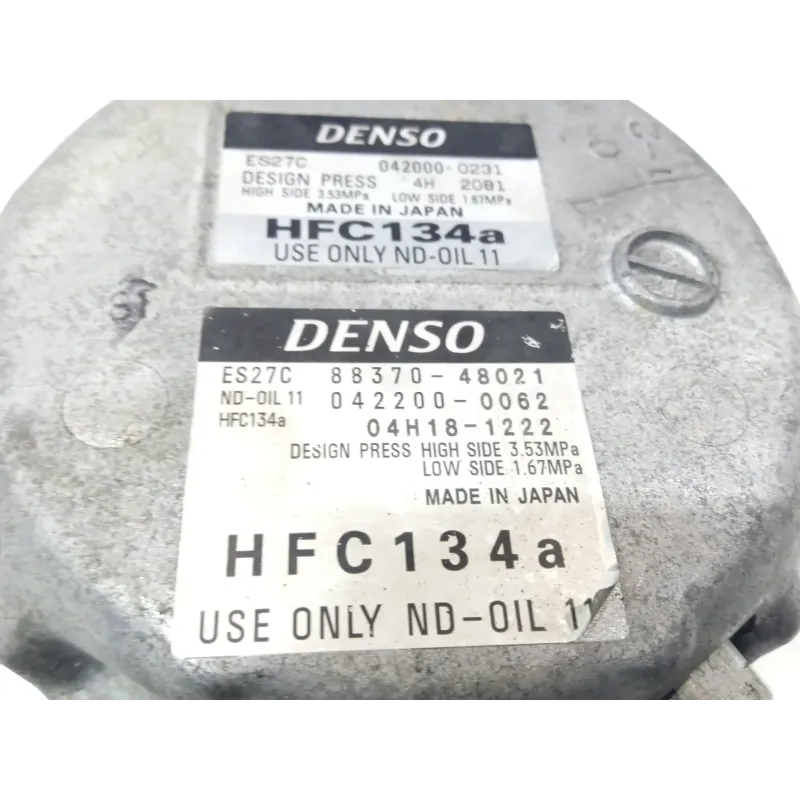 DENSO
ES27C 042000-0231
DESIGN PRESS 4H 2081
HIGH SIDE 3.53MPa LOW SIDE 1.67MPa
MADE IN JAPAN
HFC134a
USE ONLY ND-OIL 11
DENSO
ES27C 88370-48021
ND-OIL 11 042200-0062
HFC134a 04H18-1222
DESIGN PRESS HIGH SIDE 3.53MPa
LOW SIDE 1.67MPa
MADE IN JAPAN
HFC134a
USE ONLY ND-OIL 11